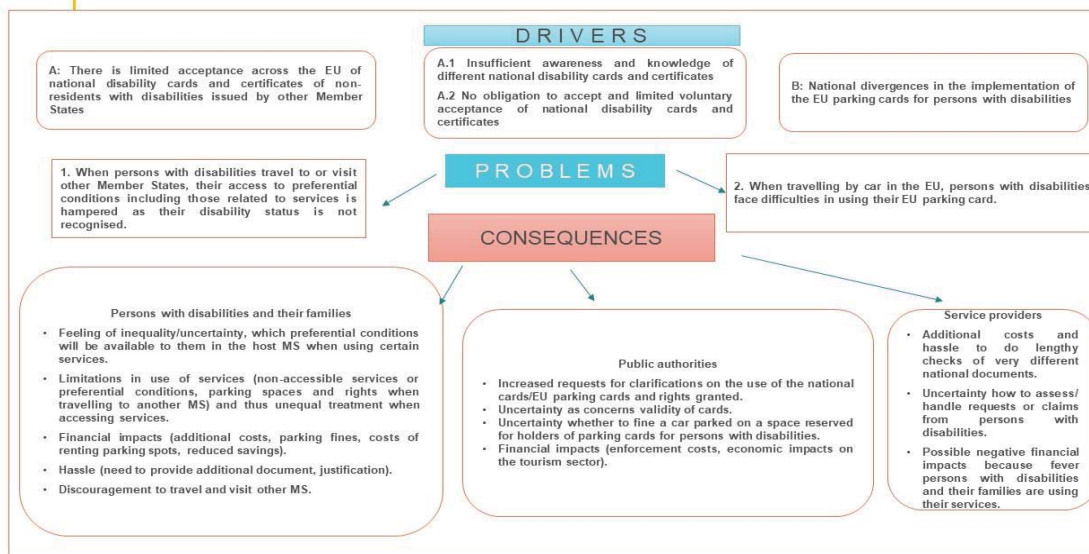 DRIVERS
A: There is limited acceptance across the EU of
national disability cards and certificates of non-
residents with disabilities issued by other Member
States
A.1 Insufficient awareness and knowledge of
different national disability cards and certificates
A.2 No obligation to accept and limited voluntary
acceptance of national disability cards and
certificates
B: National divergences in the implementation of
the EU parking cards for persons with disabilities
PROBLEMS
1. When persons with disabilities travel to or visit
other Member States, their access to preferential
conditions including those related to services is
hampered as their disability status is not
recognised.
2. When travelling by car in the EU, persons with disabilities
face difficulties in using their EU parking card.
CONSEQUENCES
Persons with disabilities and their families
• Feeling of inequality/uncertainty, which preferential conditions
will be available to them in the host MS when using certain
services.
• Limitations in use of services (non-accessible services or
preferential conditions, parking spaces and rights when
travelling to another MS) and thus unequal treatment when
accessing services.
• Financial impacts (additional costs, parking fines, costs of
renting parking spots, reduced savings).
• Hassle (need to provide additional document, justification).
• Discouragement to travel and visit other MS.
Public authorities
• Increased requests for clarifications on the use of the national
cards/EU parking cards and rights granted.
• Uncertainty as concerns validity of cards.
• Uncertainty whether to fine a car parked on a space reserved
for holders of parking cards for persons with disabilities.
• Financial impacts (enforcement costs, economic impacts on
the tourism sector).
Service providers
• Additional costs and
hassle to do lengthy
checks of very different
national documents.
• Uncertainty how to assess/
handle requests or claims
from persons with
disabilities.
• Possible negative financial
impacts because fever
persons with disabilities
and their families are using
their services.